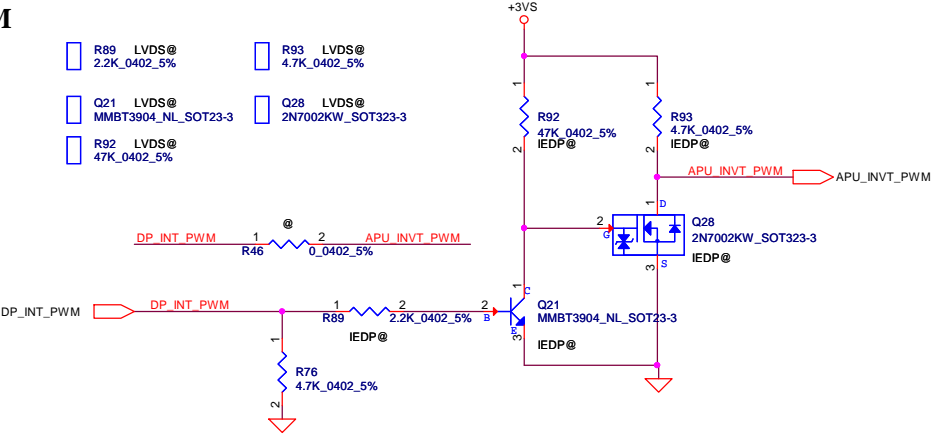 M
+3VS
R89 LVDS@
2.2K_0402_5%
R93 LVDS@
4.7K_0402_5%
Q21 LVDS@
MMBT3904_NL_SOT23-3
Q28 LVDS@
2N7002KW_SOT323-3
R92 LVDS@
47K_0402_5%
1
R92
47K_0402_5%
IEDP@
2
1
R93
4.7K_0402_5%
IEDP@
2
APU_INVT_PWM
APU_INVT_PWM
1
D
2
G
Q28
2N7002KW_SOT323-3
IEDP@
S
3
@
DP_INT_PWM
1
2
APU_INVT_PWM
R46
0_0402_5%
DP_INT_PWM
DP_INT_PWM
1
2
R89
2.2K_0402_5%
IEDP@
2
B
1
C
Q21
MMBT3904_NL_SOT23-3
E
3
IEDP@
1
R76
4.7K_0402_5%
2